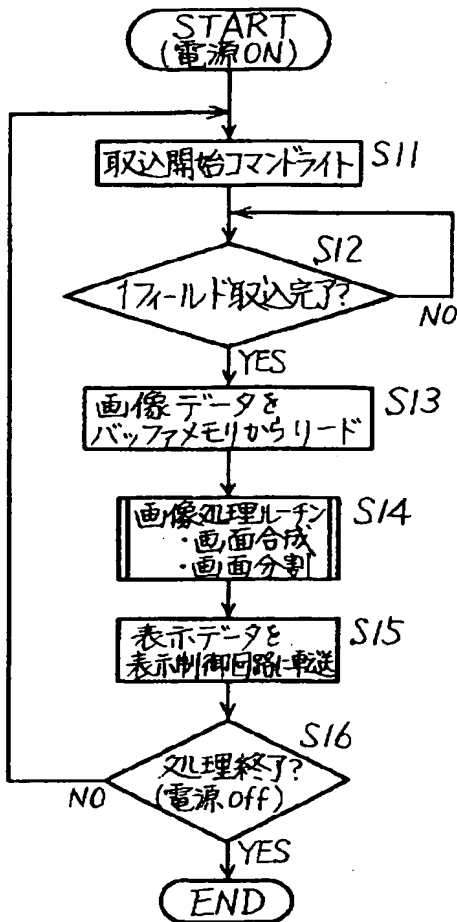 START
(電源ON)
取込開始コマンドライト S11
S12
1フィールド取込完了?
NO
YES
画像データを S13
バッファメモリからリード
画像処理ルーチン S14
・画面合成
・画面分割
表示データを S15
表示制御回路に転送
S16
処理終了?
(電源Off)
NO
YES
END